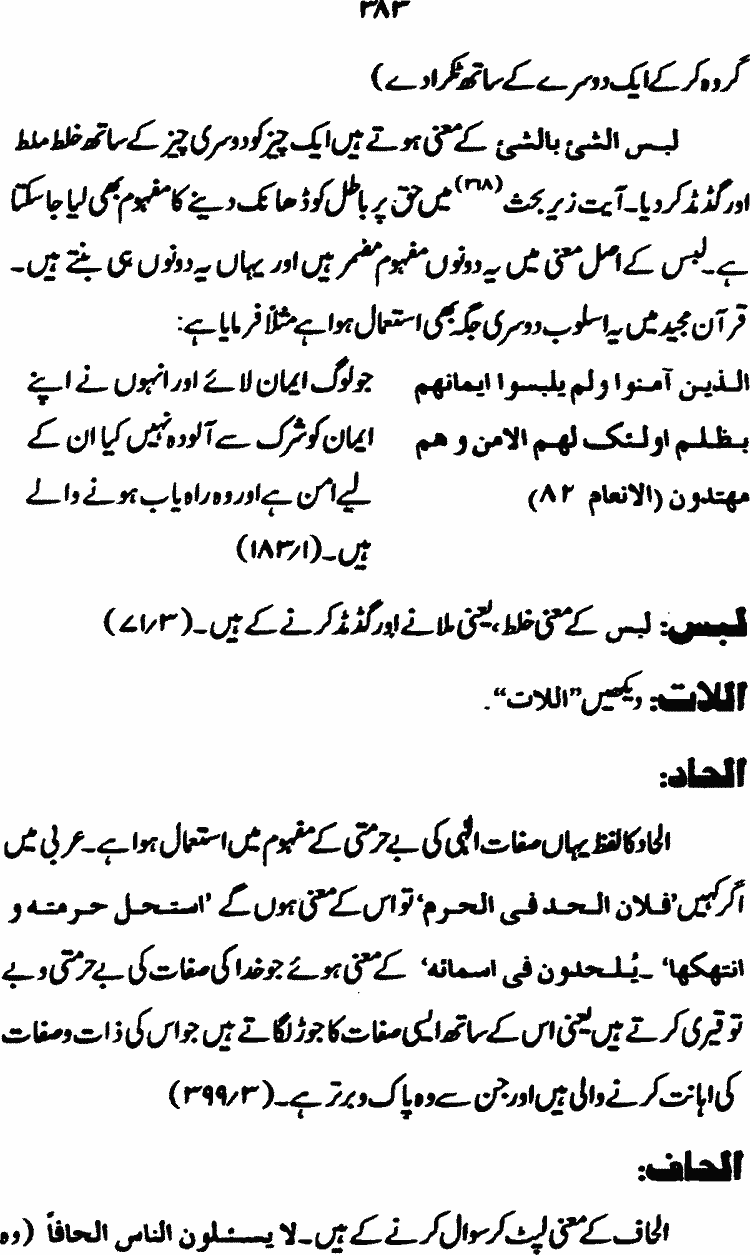 ۳۸۳
گروہ کر کے ایک دوسرے کے ساتھ ٹکرا دے)
لبس الشئ بالشئ کے معنی ہوتے ہیں ایک چیز کو دوسری چیز کے ساتھ خلط ملط
اور گڈمڈ کر دیا۔ آیت زیر بحث (۳۶۸) میں حق پر باطل کو ڈھانک دینے کا مفہوم بھی لیا جا سکتا
ہے۔ لبس کے اصل معنی میں یہ دونوں مفہوم مضمر ہیں اور یہاں یہ دونوں ہی بنتے ہیں۔
قرآن مجید میں یہ اسلوب دوسری جگہ بھی استعمال ہوا ہے مثلاً فرمایا ہے:
الذین آمنوا ولم یلبسوا ایمانهم جو لوگ ایمان لائے اور انہوں نے اپنے
بظلم اولئک لهم الامن و هم ایمان کو شرک سے آلودہ نہیں کیا ان کے
مهتدون (الانعام ۸۲) لیے امن ہے اور وہ راہ یاب ہونے والے
ہیں۔ (۱۸۳/۱)
لبس: لبس کے معنی خلط، یعنی ملانے اور گڈمڈ کرنے کے ہیں۔ (۷۱/۳)
اللات: دیکھیں ”اللات“.
الحاد:
الحاد کا لفظ یہاں صفات الٰہی کی بے حرمتی کے مفہوم میں استعمال ہوا ہے۔ عربی میں
اگر کہیں ’فلان الحد فی الحرم‘ تو اس کے معنی ہوں گے ’استحل حرمته و
انتهکها‘ ۔یُلحدون فی اسمائه‘ کے معنی ہوئے جو خدا کی صفات کی بے حرمتی و بے
توقیری کرتے ہیں یعنی اس کے ساتھ ایسی صفات کا جوڑ لگاتے ہیں جو اس کی ذات و صفات
کی اہانت کرنے والی ہیں اور جن سے وہ پاک و برتر ہے۔ (۳۹۹/۳)
الحاف:
الحاف کے معنی لپٹ کر سوال کرنے کے ہیں۔ لا یسئلون الناس الحافاً (وہ